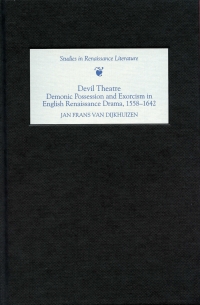 Studies in Renaissance Literature
Devil Theatre
Demonic Possession and Exorcism in
English Renaissance Drama, 1558–1642
JAN FRANS VAN DIJKHUIZEN